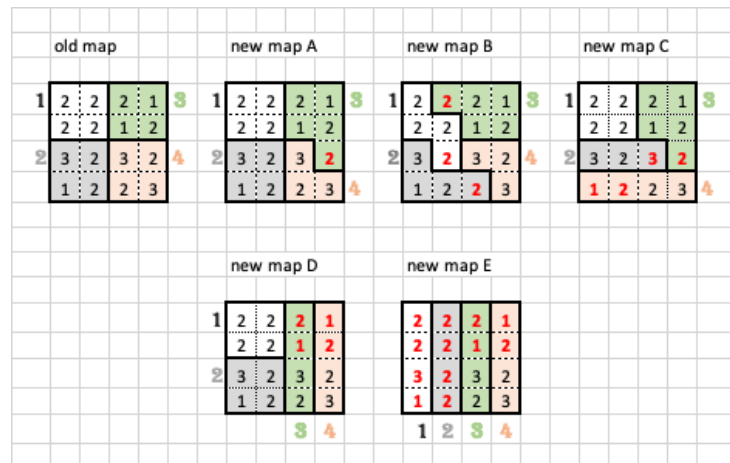 old map new map A new map B new map C
1 2 2 2 1 3 1 2 2 2 1 3 1 2 2 2 1 3 1 2 2 2 1 3
2 2 1 2 2 2 1 2 2 2 1 2 2 2 1 2
2 3 2 3 2 4 2 3 2 3 2 2 3 2 3 2 4 2 3 2 3 2
1 2 2 3 1 2 2 3 4 1 2 2 3 1 2 2 3 4
new map D new map E
1 2 2 2 1 2 2 2 1
2 2 1 2 2 2 1 2
2 3 2 3 2 3 2 3 2
1 2 2 3 1 2 2 3
3 4 1 2 3 4